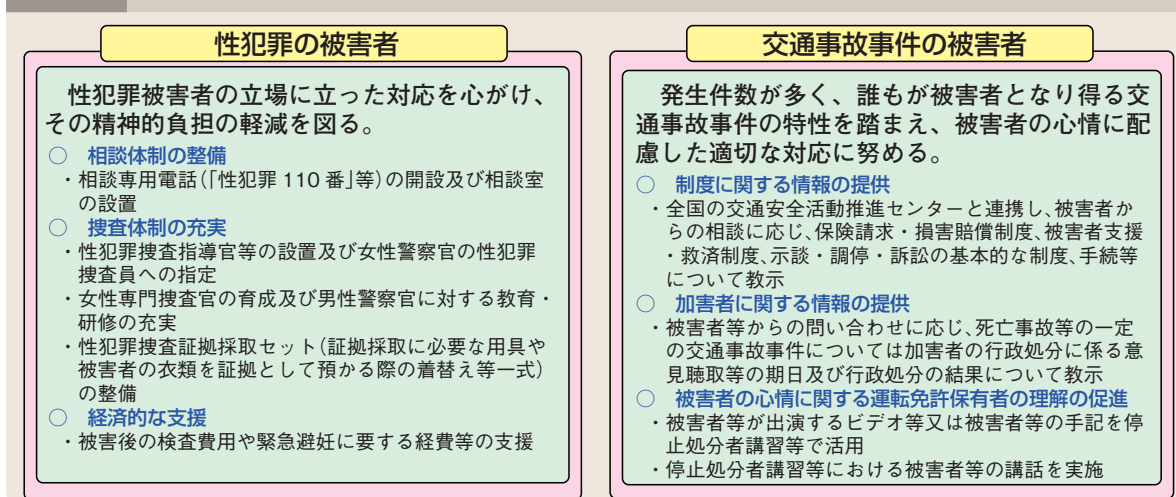 性犯罪の被害者
性犯罪被害者の立場に立った対応を心がけ、
その精神的負担の軽減を図る。
○ 相談体制の整備
・相談専用電話(「性犯罪 110 番」等)の開設及び相談室
の設置
○ 捜査体制の充実
・性犯罪捜査指導官等の設置及び女性警察官の性犯罪
捜査員への指定
・女性専門捜査官の育成及び男性警察官に対する教育・
研修の充実
・性犯罪捜査証拠採取セット(証拠採取に必要な用具や
被害者の衣類を証拠として預かる際の着替え等一式)
の整備
○ 経済的な支援
・被害後の検査費用や緊急避妊に要する経費等の支援
交通事故事件の被害者
発生件数が多く、誰もが被害者となり得る交
通事故事件の特性を踏まえ、被害者の心情に配
慮した適切な対応に努める。
○ 制度に関する情報の提供
・全国の交通安全活動推進センターと連携し、被害者か
らの相談に応じ、保険請求・損害賠償制度、被害者支援
・救済制度、示談・調停・訴訟の基本的な制度、手続等
について教示
○ 加害者に関する情報の提供
・被害者等からの問い合わせに応じ、死亡事故等の一定
の交通事故事件については加害者の行政処分に係る意
見聴取等の期日及び行政処分の結果について教示
○ 被害者の心情に関する運転免許保有者の理解の促進
・被害者等が出演するビデオ等又は被害者等の手記を停
止処分者講習等で活用
・停止処分者講習等における被害者等の講話を実施